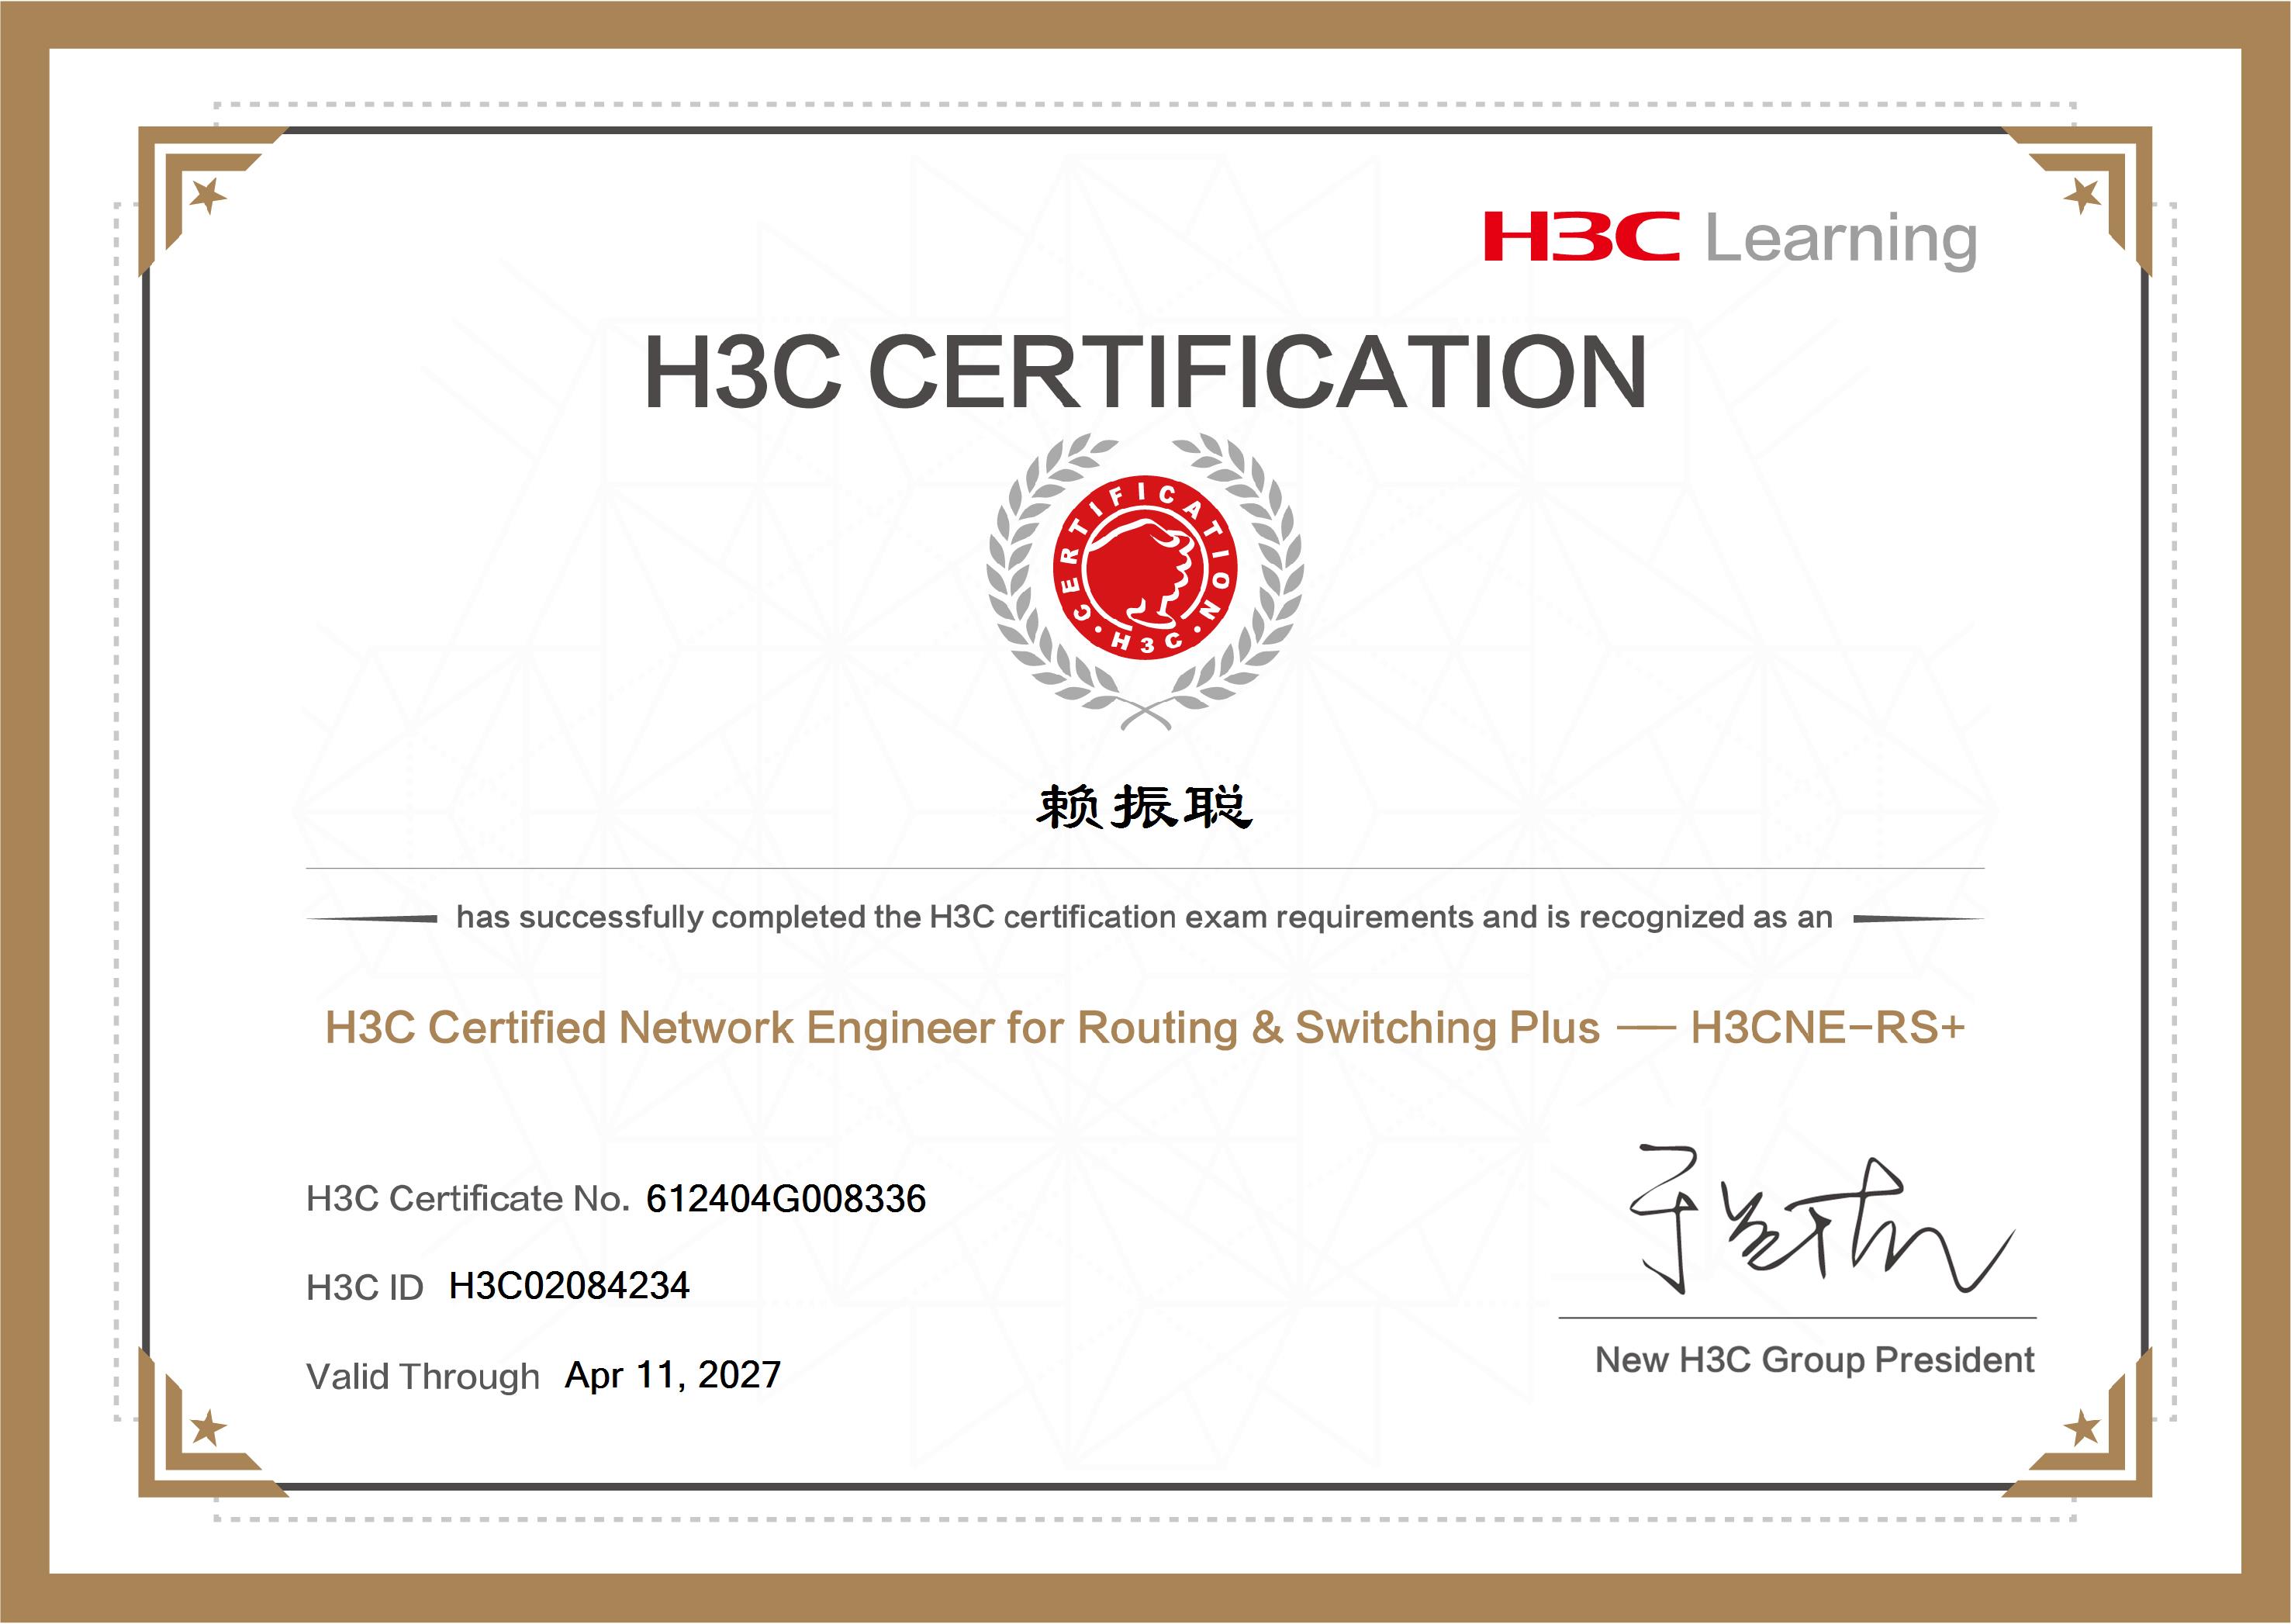 H3C Learning
H3C CERTIFICATION
CERTIFICATION
·H3C·
赖振聪
has successfully completed the H3C certification exam requirements and is recognized as an
H3C Certified Network Engineer for Routing & Switching Plus — H3CNE-RS+
H3C Certificate No. 612404G008336
H3C ID H3C02084234
Valid Through Apr 11, 2027
New H3C Group President